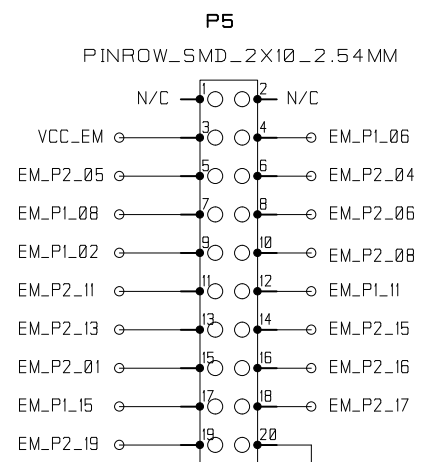 P5
PINROW_SMD_2X10_2.54MM
N/C 1 2 N/C
VCC_EM 3 4 EM_P1_06
EM_P2_05 5 6 EM_P2_04
EM_P1_08 7 8 EM_P2_06
EM_P1_02 9 10 EM_P2_08
EM_P2_11 11 12 EM_P1_11
EM_P2_13 13 14 EM_P2_15
EM_P2_01 15 16 EM_P2_16
EM_P1_15 17 18 EM_P2_17
EM_P2_19 19 20